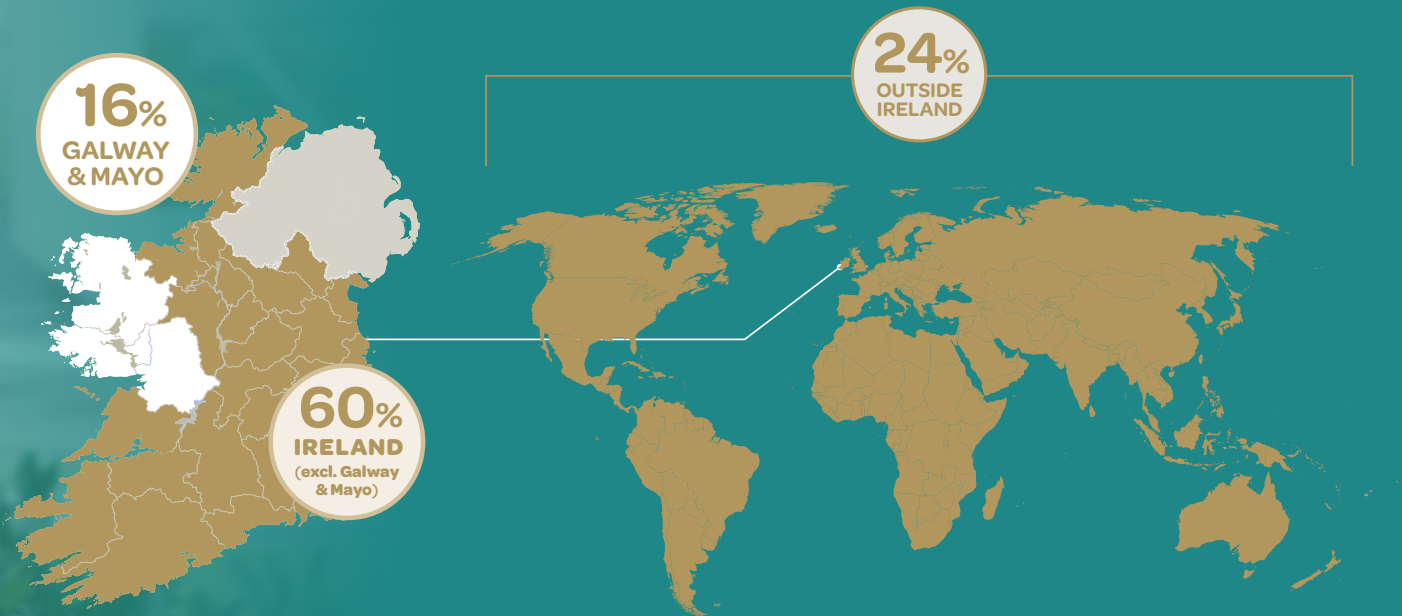 16%
GALWAY
& MAYO
24%
OUTSIDE
IRELAND
60%
IRELAND
(excl. Galway
& Mayo)